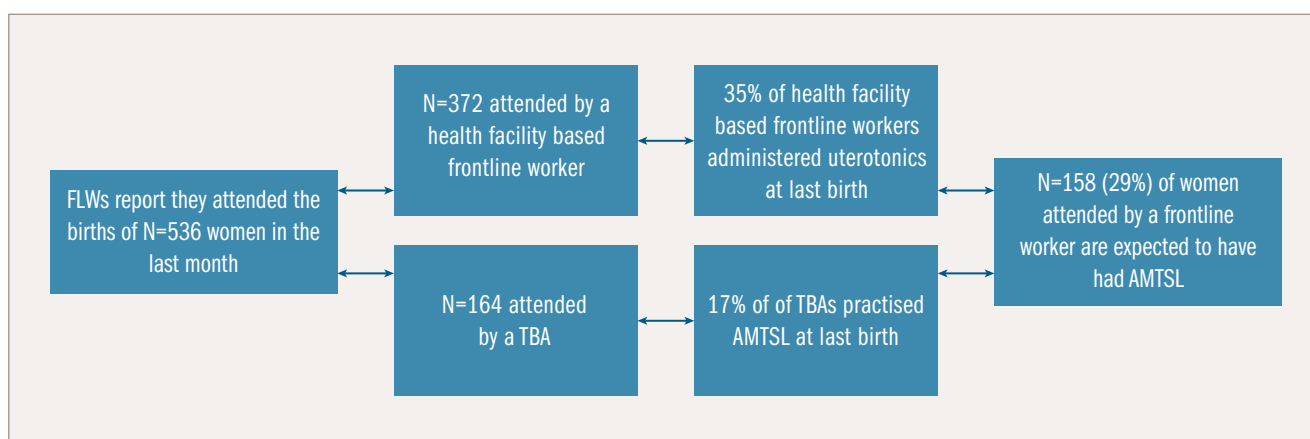 FLWs report they attended the
births of N=536 women in the
last month
N=372 attended by a
health facility based
frontline worker
35% of health facility
based frontline workers
administered uterotonics
at last birth
N=164 attended
by a TBA
17% of of TBAs practised
AMTSL at last birth
N=158 (29%) of women
attended by a frontline
worker are expected to have
had AMTSL